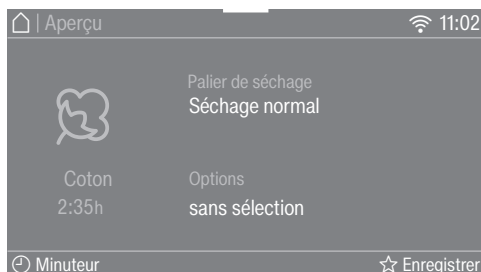 | Aperçu
11:02
Palier de séchage
Séchage normal
Coton
2:35h
Options
sans sélection
Minuteur
Enregistrer